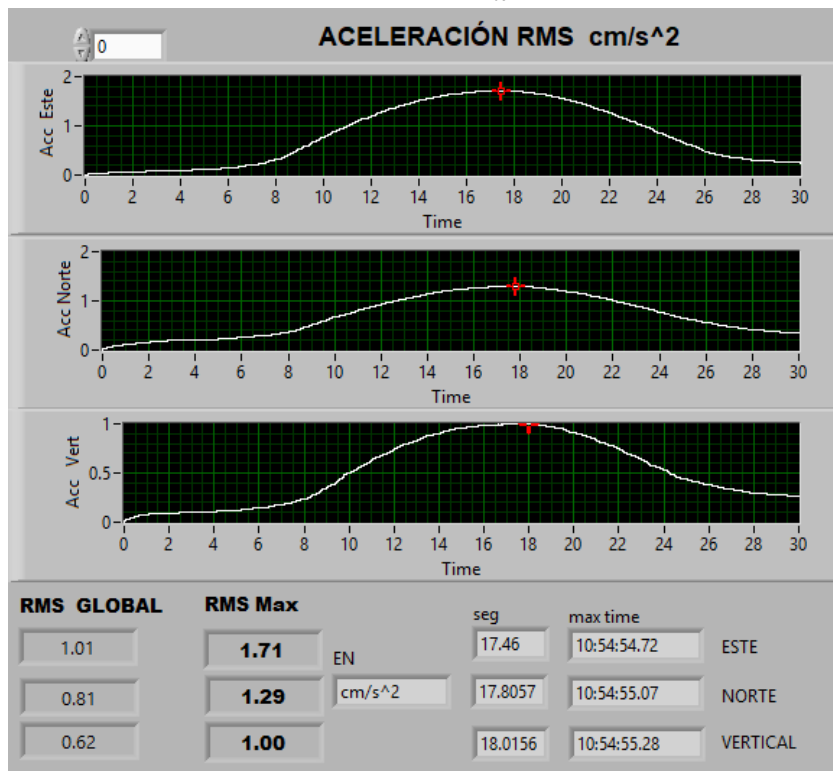 ACELERACIÓN RMS cm/s^2
0
Acc Este
2
1
0
0 2 4 6 8 10 12 14 16 18 20 22 24 26 28 30
Time
Acc Norte
2
1
0
0 2 4 6 8 10 12 14 16 18 20 22 24 26 28 30
Time
Acc Vert
1
0.5
0
0 2 4 6 8 10 12 14 16 18 20 22 24 26 28 30
Time
RMS GLOBAL RMS Max seg max time
1.01 1.71 17.46 10:54:54.72 ESTE
EN
0.81 1.29 cm/s^2 17.8057 10:54:55.07 NORTE
0.62 1.00 18.0156 10:54:55.28 VERTICAL